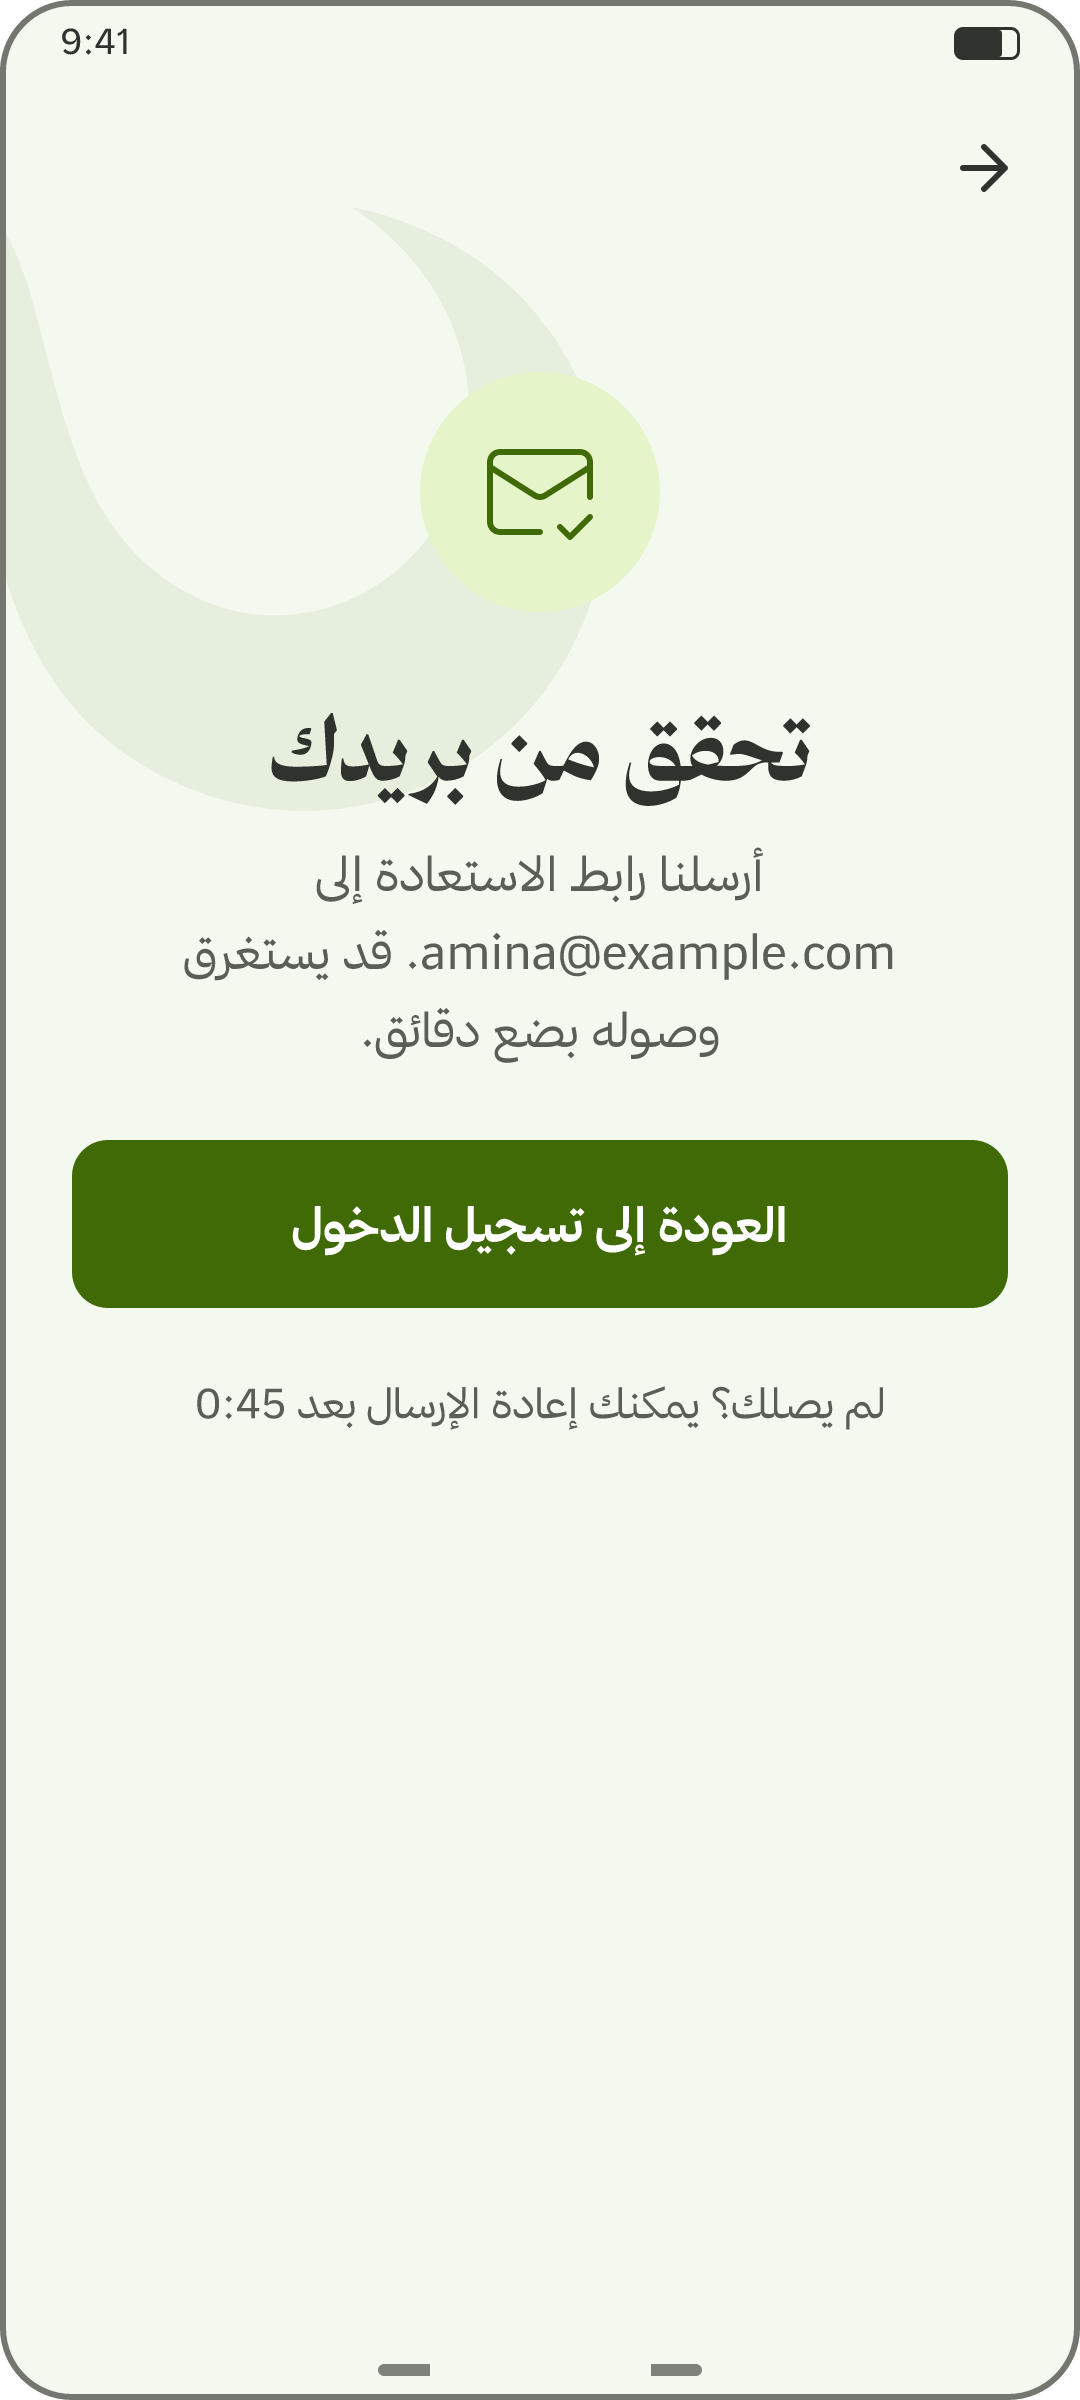 9:41
تحقق من بريدك
أرسلنا رابط الاستعادة إلى
amina@example.com. قد يستغرق
وصوله بضع دقائق.
العودة إلى تسجيل الدخول
لم يصلك؟ يمكنك إعادة الإرسال بعد 0:45